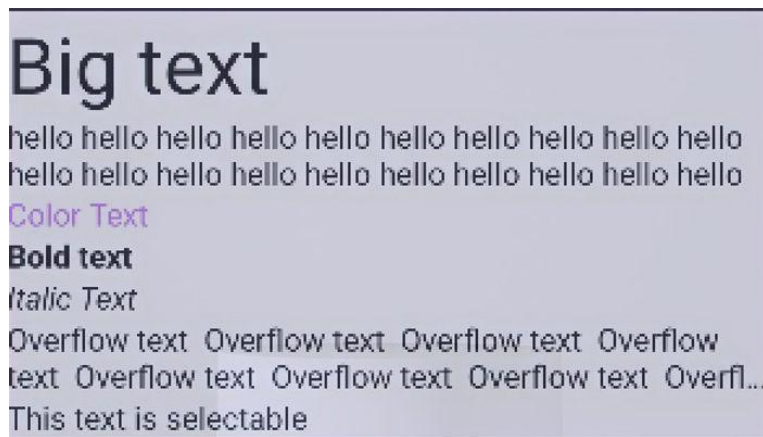 Big text
hello hello hello hello hello hello hello hello hello hello
hello hello hello hello hello hello hello hello hello hello
Color Text
Bold text
Italic Text
Overflow text  Overflow text  Overflow text  Overflow
text  Overflow text  Overflow text  Overflow text  Overfl...
This text is selectable